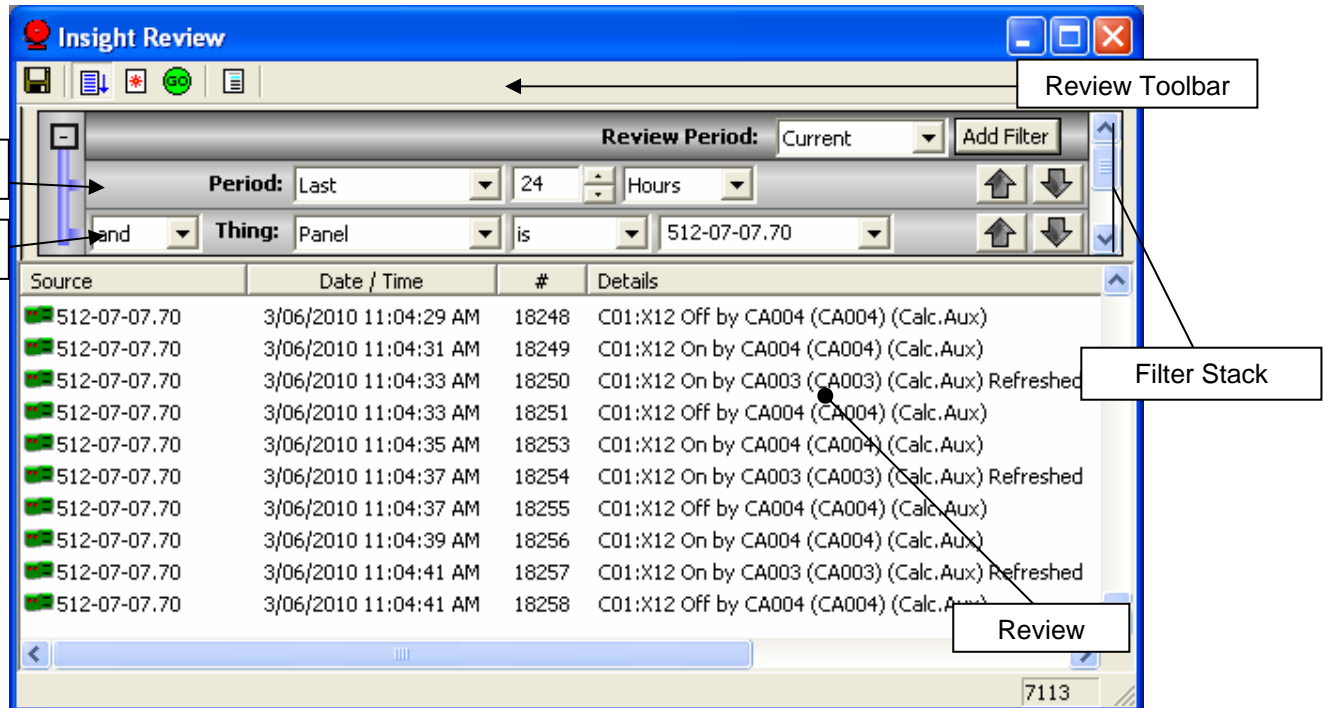 Insight Review
GO
Review Toolbar
Review Period: Current Add Filter
Period: Last 24 Hours
and Thing: Panel is 512-07-07.70
Source Date / Time # Details
512-07-07.70 3/06/2010 11:04:29 AM 18248 C01:X12 Off by CA004 (CA004) (Calc.Aux)
512-07-07.70 3/06/2010 11:04:31 AM 18249 C01:X12 On by CA004 (CA004) (Calc.Aux)
512-07-07.70 3/06/2010 11:04:33 AM 18250 C01:X12 On by CA003 (CA003) (Calc.Aux) Refreshed
Filter Stack
512-07-07.70 3/06/2010 11:04:33 AM 18251 C01:X12 Off by CA004 (CA004) (Calc.Aux)
512-07-07.70 3/06/2010 11:04:35 AM 18253 C01:X12 On by CA004 (CA004) (Calc.Aux)
512-07-07.70 3/06/2010 11:04:37 AM 18254 C01:X12 On by CA003 (CA003) (Calc.Aux) Refreshed
512-07-07.70 3/06/2010 11:04:37 AM 18255 C01:X12 Off by CA004 (CA004) (Calc.Aux)
512-07-07.70 3/06/2010 11:04:39 AM 18256 C01:X12 On by CA004 (CA004) (Calc.Aux)
512-07-07.70 3/06/2010 11:04:41 AM 18257 C01:X12 On by CA003 (CA003) (Calc.Aux) Refreshed
512-07-07.70 3/06/2010 11:04:41 AM 18258 C01:X12 Off by CA004 (CA004) (Calc.Aux)
Review
7113